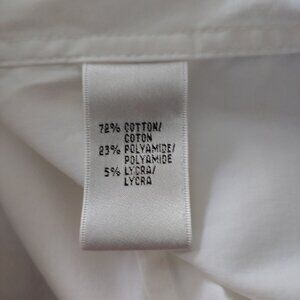 72% COTTON/
COTON
23% POLYAMIDE/
POLYAMIDE
5% LYCRA/
LYCRA